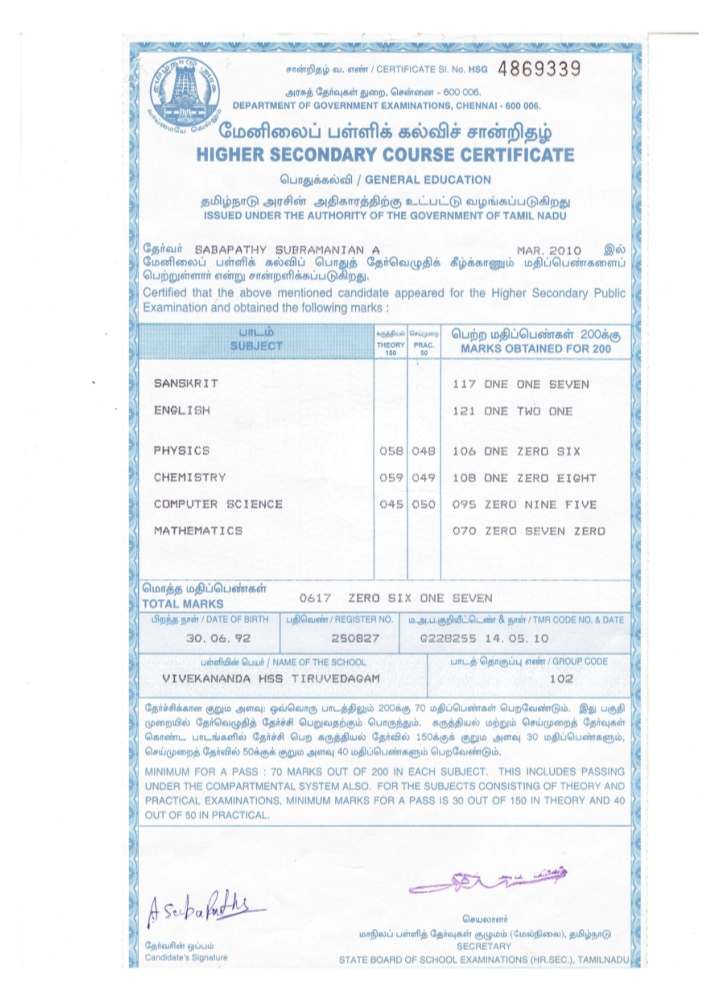 சான்றிதழ் வ. எண் / CERTIFICATE Sl. No. HSG 4869339
அரசுத் தேர்வுகள் துறை, சென்னை - 600 006.
DEPARTMENT OF GOVERNMENT EXAMINATIONS, CHENNAI - 600 006.
மேனிலைப் பள்ளிக் கல்விச் சான்றிதழ்
HIGHER SECONDARY COURSE CERTIFICATE
பொதுக்கல்வி / GENERAL EDUCATION
தமிழ்நாடு அரசின் அதிகாரத்திற்கு உட்பட்டு வழங்கப்படுகிறது
ISSUED UNDER THE AUTHORITY OF THE GOVERNMENT OF TAMIL NADU
தேர்வர் SABAPATHY SUBRAMANIAN A MAR. 2010 இல்
மேனிலைப் பள்ளிக் கல்விப் பொதுத் தேர்வெழுதிக் கீழ்க்காணும் மதிப்பெண்களைப்
பெற்றுள்ளார் என்று சான்றளிக்கப்படுகிறது.
Certified that the above mentioned candidate appeared for the Higher Secondary Public
Examination and obtained the following marks :
பாடம் கருத்தியல் செய்முறை பெற்ற மதிப்பெண்கள் 200க்கு
SUBJECT THEORY 150 PRAC. 50 MARKS OBTAINED FOR 200
SANSKRIT 117 ONE ONE SEVEN
ENGLISH 121 ONE TWO ONE
PHYSICS 058 048 106 ONE ZERO SIX
CHEMISTRY 059 049 108 ONE ZERO EIGHT
COMPUTER SCIENCE 045 050 095 ZERO NINE FIVE
MATHEMATICS 070 ZERO SEVEN ZERO
மொத்த மதிப்பெண்கள்
TOTAL MARKS 0617 ZERO SIX ONE SEVEN
பிறந்த நாள் / DATE OF BIRTH பதிவெண் / REGISTER NO. ம.அ.ப.குறியீட்டெண் & நாள் / TMR CODE NO. & DATE
30.06.92 250827 G228255 14.05.10
பள்ளியின் பெயர் / NAME OF THE SCHOOL பாடத் தொகுப்பு எண் / GROUP CODE
VIVEKANANDA HSS TIRUVEDAGAM 102
தேர்ச்சிக்கான குறும அளவு: ஒவ்வொரு பாடத்திலும் 200க்கு 70 மதிப்பெண்கள் பெறவேண்டும். இது பகுதி
முறையில் தேர்வெழுதித் தேர்ச்சி பெறுவதற்கும் பொருந்தும். கருத்தியல் மற்றும் செய்முறைத் தேர்வுகள்
கொண்ட பாடங்களில் தேர்ச்சி பெற கருத்தியல் தேர்வில் 150க்குக் குறும அளவு 30 மதிப்பெண்களும்,
செய்முறைத் தேர்வில் 50க்குக் குறும அளவு 40 மதிப்பெண்களும் பெறவேண்டும்.
MINIMUM FOR A PASS : 70 MARKS OUT OF 200 IN EACH SUBJECT. THIS INCLUDES PASSING
UNDER THE COMPARTMENTAL SYSTEM ALSO. FOR THE SUBJECTS CONSISTING OF THEORY AND
PRACTICAL EXAMINATIONS, MINIMUM MARKS FOR A PASS IS 30 OUT OF 150 IN THEORY AND 40
OUT OF 50 IN PRACTICAL.
A Sabapathy
தேர்வரின் ஒப்பம்
Candidate's Signature
செயலாளர்
மாநிலப் பள்ளித் தேர்வுகள் குழுமம் (மேல்நிலை), தமிழ்நாடு
SECRETARY
STATE BOARD OF SCHOOL EXAMINATIONS (HR.SEC.), TAMILNADU